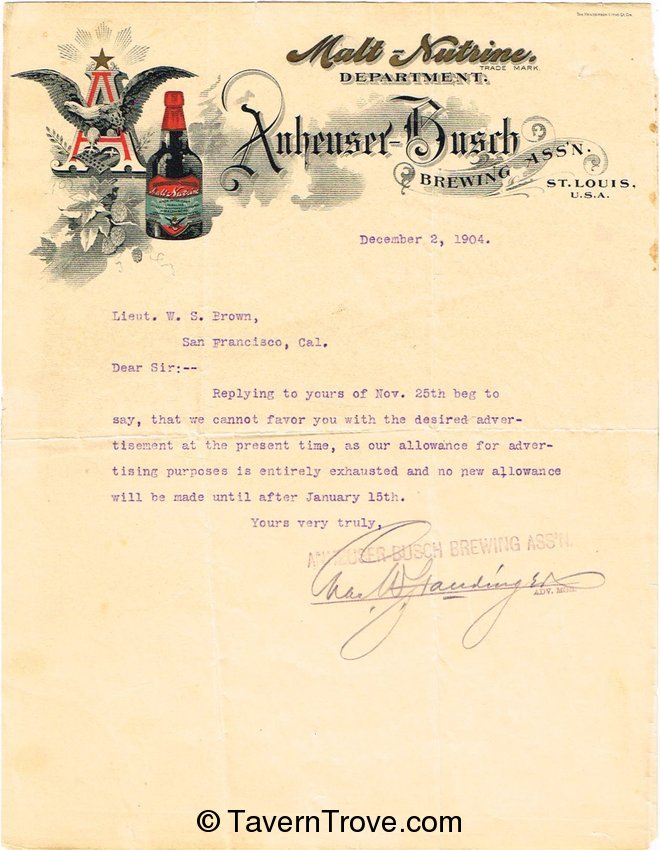 Malt-Nutrine.
TRADE MARK.
DEPARTMENT.
Anheuser-Busch
BREWING ASS'N.
ST. LOUIS,
U.S.A.
A
Malt-Nutrine
December 2, 1904.
Lieut. W. S. Brown,
San Francisco, Cal.
Dear Sir:--
Replying to yours of Nov. 25th beg to
say, that we cannot favor you with the desired adver-
tisement at the present time, as our allowance for adver-
tising purposes is entirely exhausted and no new allowance
will be made until after January 15th.
Yours very truly,
ANHEUSER-BUSCH BREWING ASS'N.
ADV. MGR.
© TavernTrove.com